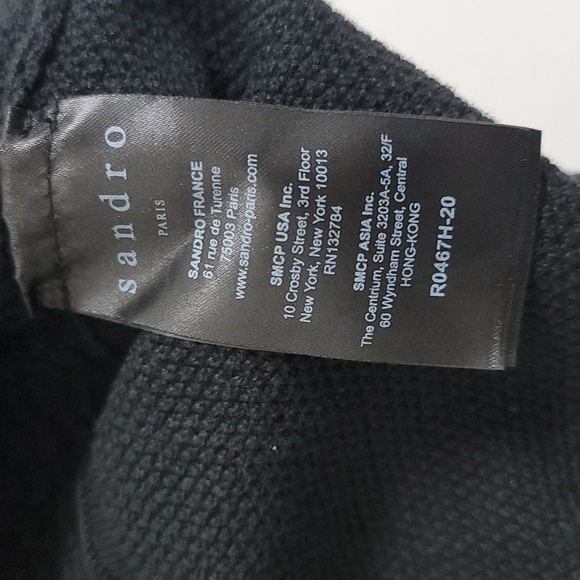 sandro
PARIS
SANDRO FRANCE
61 rue de Turenne
75003 Paris
www.sandro-paris.com
SMCP USA Inc.
10 Crosby Street, 3rd Floor
New York, New York 10013
RN132784
SMCP ASIA Inc.
The Centrium, Suite 3203A-5A, 32/F
60 Wyndham Street, Central
HONG-KONG
R0467H-20